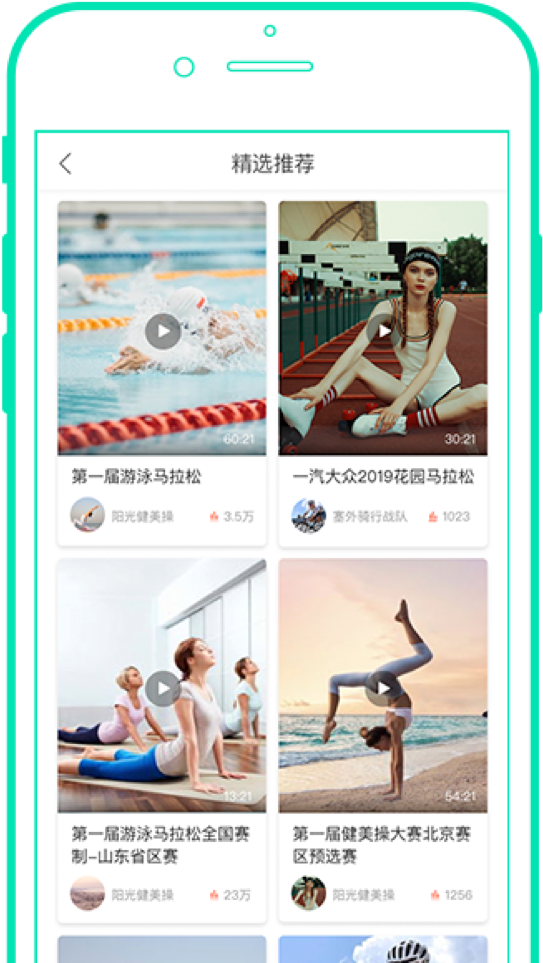 精选推荐
60:21
第一届游泳马拉松
阳光健美操
3.5万
30:21
一汽大众2019花园马拉松
塞外骑行战队
1023
13:21
第一届游泳马拉松全国赛
制-山东省区赛
阳光健美操
23万
54:21
第一届健美操大赛北京赛
区预选赛
阳光健美操
1256